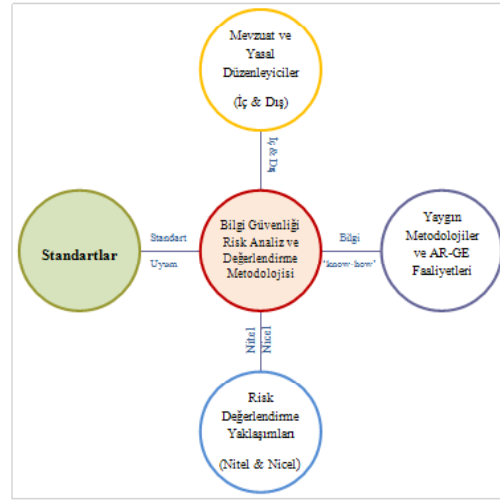 Mevzuat ve
Yasal
Düzenleyiciler
(İç & Dış)
İç & Dış
Standartlar
Standart
Uyum
Bilgi Güvenliği
Risk Analiz ve
Değerlendirme
Metodolojisi
Bilgi
'know-how'
Yaygın
Metodolojiler
ve AR-GE
Faaliyetleri
Nitel
Nicel
Risk
Değerlendirme
Yaklaşımları
(Nitel & Nicel)